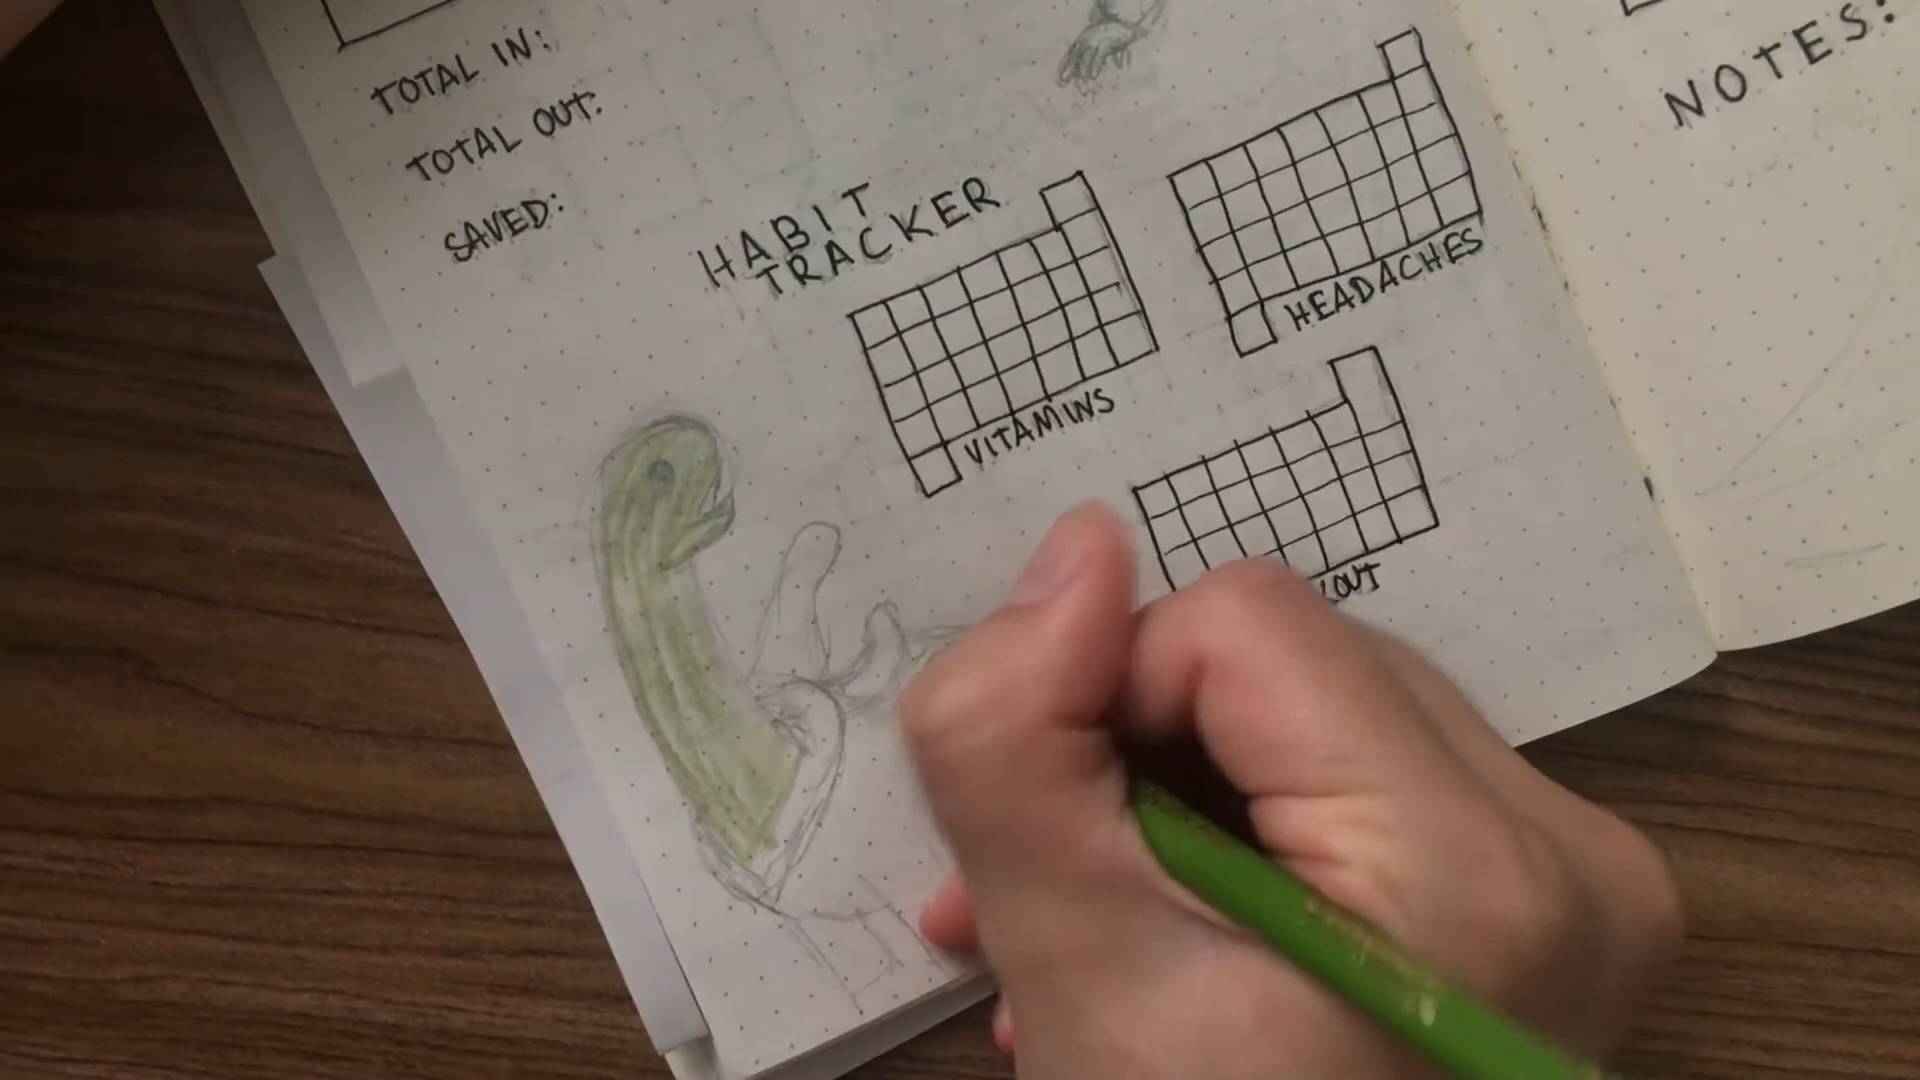 TOTAL IN:
TOTAL OUT:
SAVED:
HABIT
TRACKER
VITAMINS
HEADACHES
NOTES: